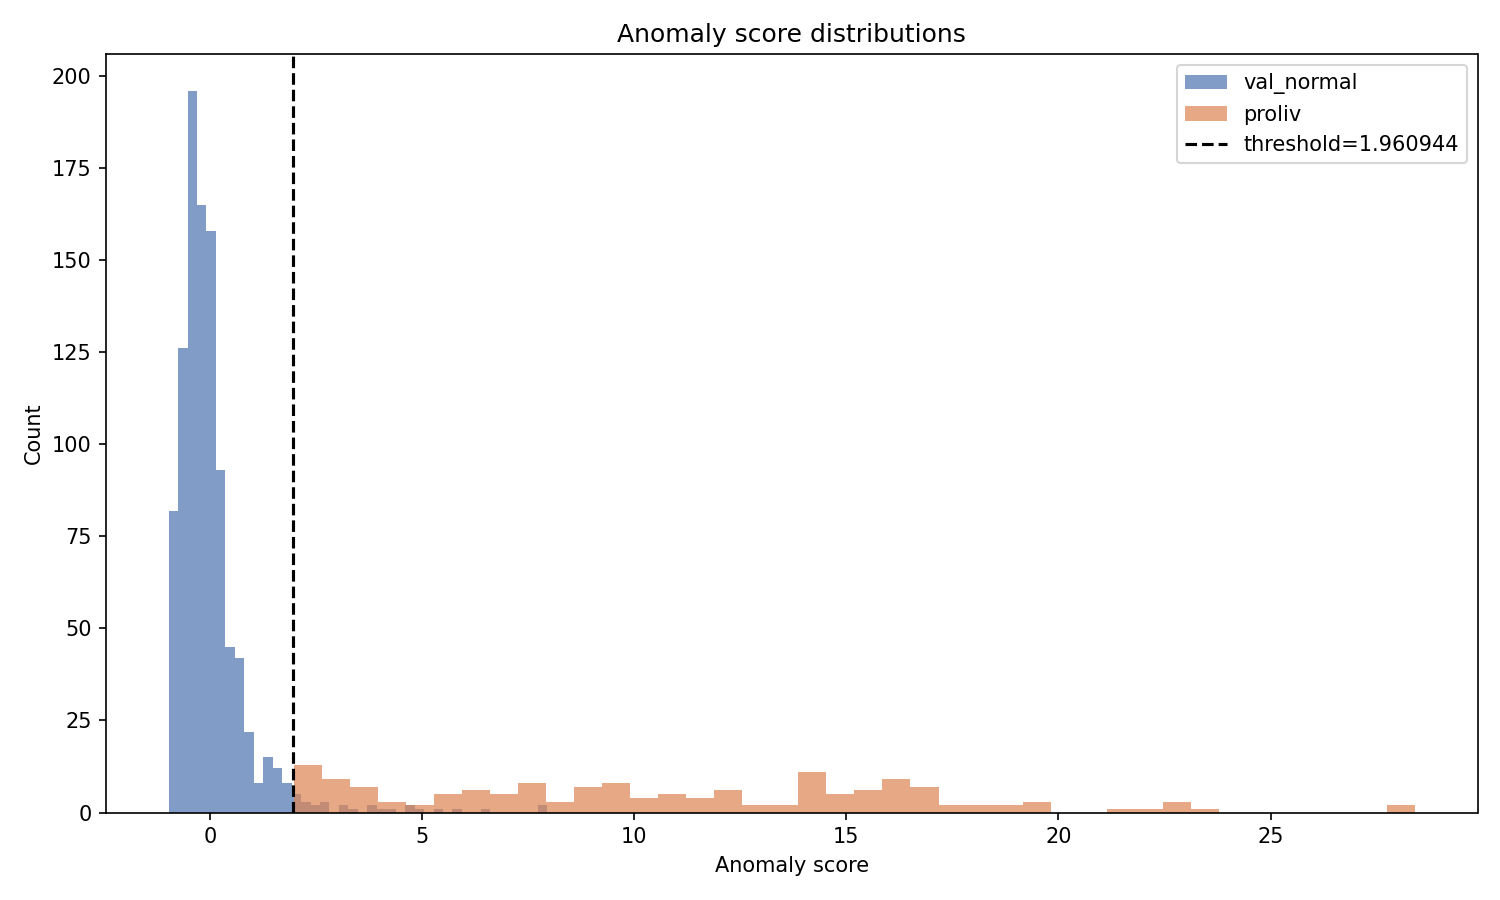 Anomaly score distributions
val_normal
proliv
threshold=1.960944
Count
200
175
150
125
100
75
50
25
0
0 5 10 15 20 25
Anomaly score